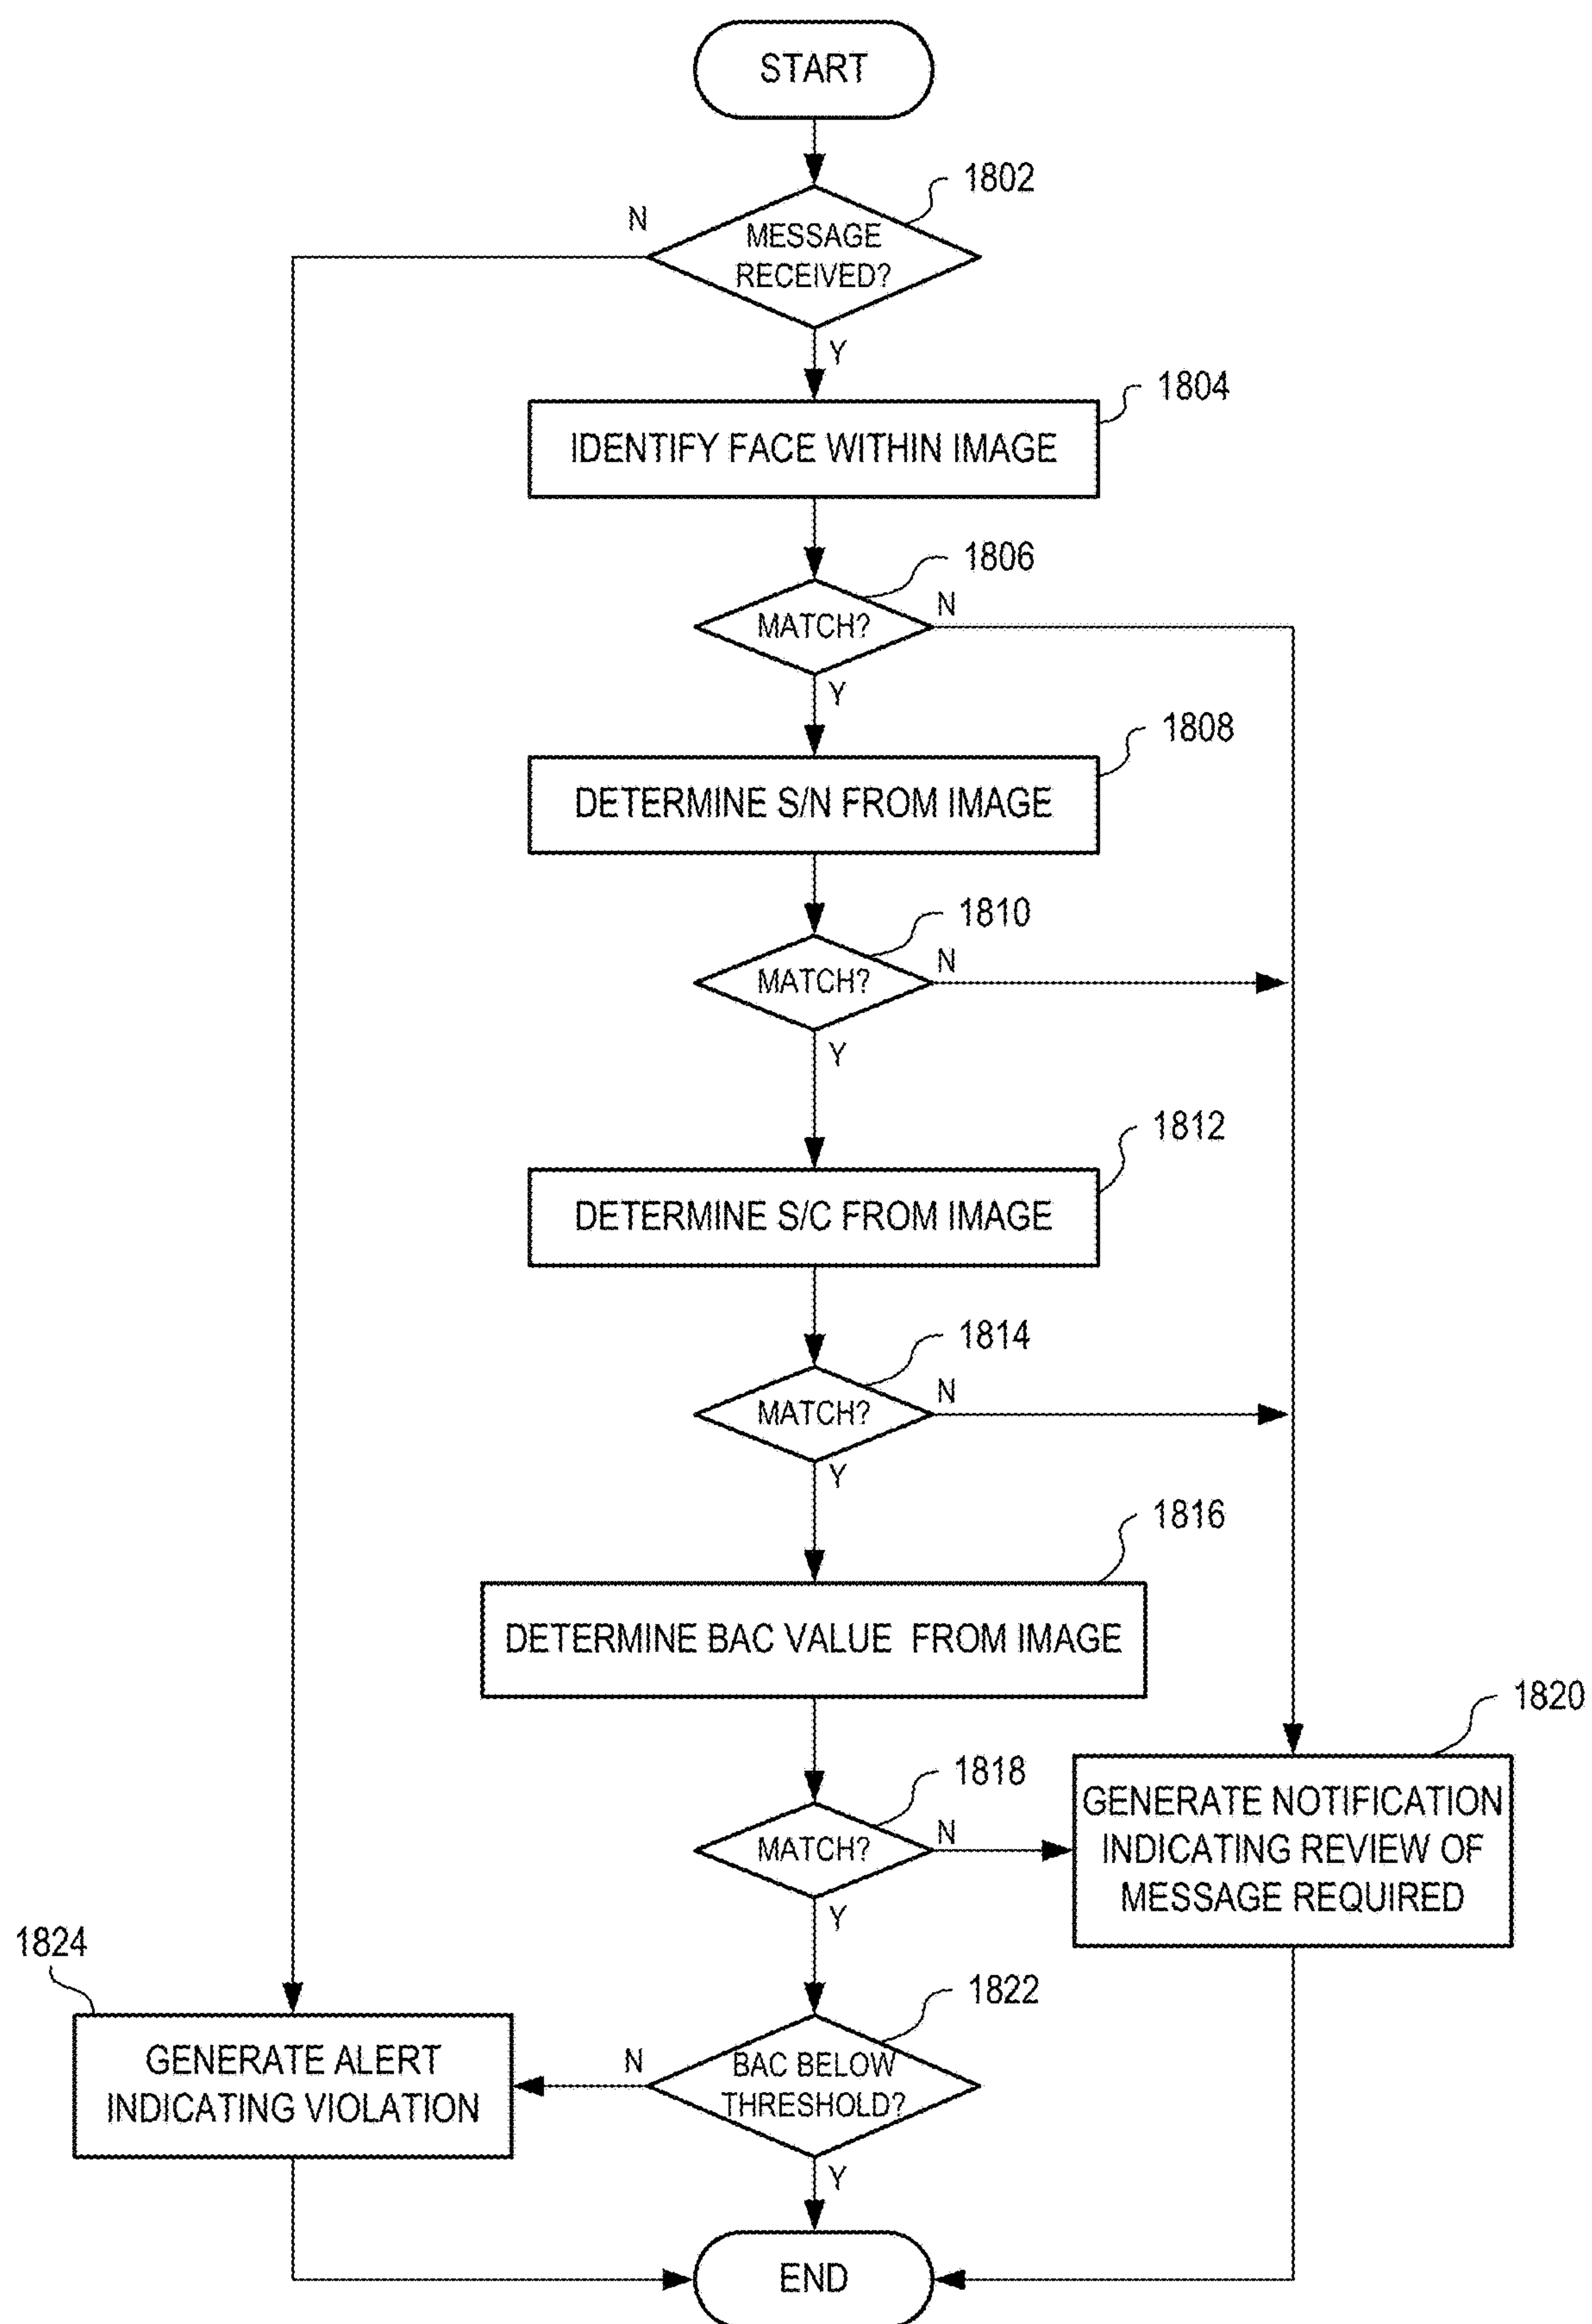 START
1802
N
MESSAGE
RECEIVED?
Y
1804
IDENTIFY FACE WITHIN IMAGE
1806
N
MATCH?
Y
1808
DETERMINE S/N FROM IMAGE
1810
N
MATCH?
Y
1812
DETERMINE S/C FROM IMAGE
1814
N
MATCH?
Y
1816
DETERMINE BAC VALUE FROM IMAGE
1820
1818
GENERATE NOTIFICATION
INDICATING REVIEW OF
MESSAGE REQUIRED
N
MATCH?
Y
1824
1822
GENERATE ALERT
INDICATING VIOLATION
N
BAC BELOW
THRESHOLD?
Y
END